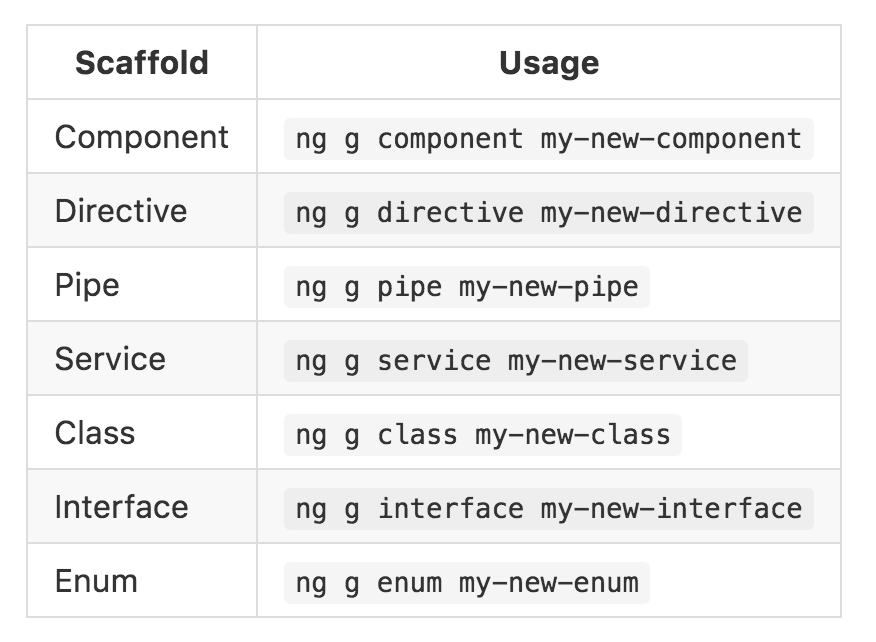 Scaffold Usage
Component ng g component my-new-component
Directive ng g directive my-new-directive
Pipe ng g pipe my-new-pipe
Service ng g service my-new-service
Class ng g class my-new-class
Interface ng g interface my-new-interface
Enum ng g enum my-new-enum